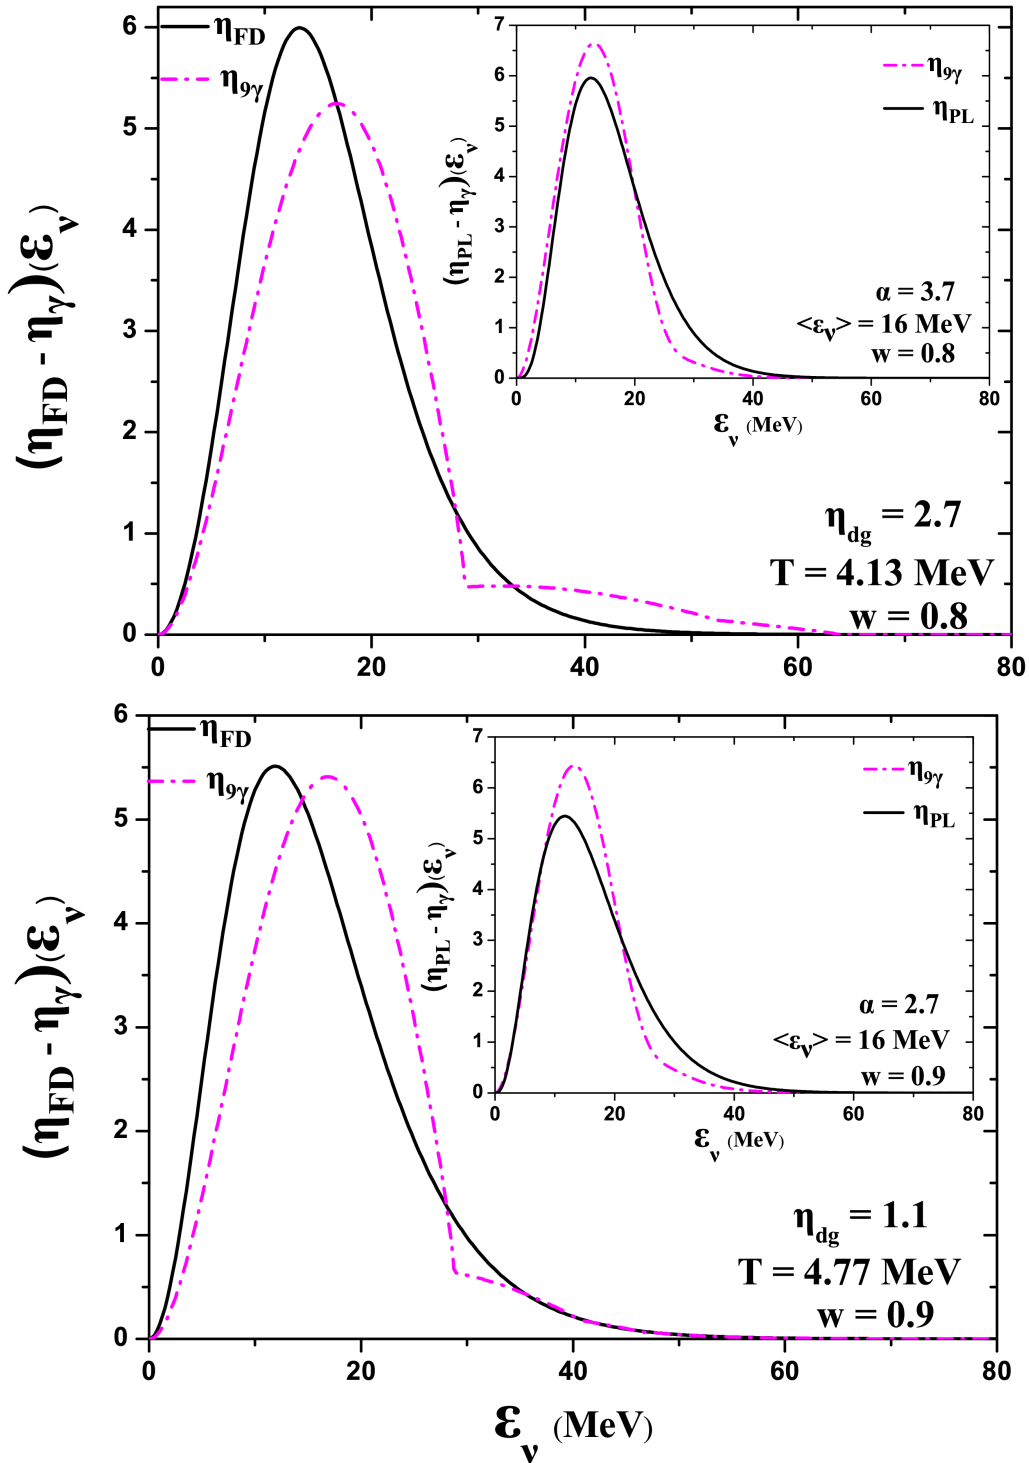 (η_FD - η_γ)(ε_ν)
6
5
4
3
2
1
0
η_FD
η_9γ
0 20 40 60 80
η_dg = 2.7
T = 4.13 MeV
w = 0.8
(η_PL - η_γ)(ε_ν)
7
6
5
4
3
2
1
0
η_9γ
η_PL
α = 3.7
<ε_ν> = 16 MeV
w = 0.8
0 20 40 60 80
ε_ν (MeV)
(η_FD - η_γ)(ε_ν)
6
5
4
3
2
1
0
η_FD
η_9γ
0 20 40 60 80
η_dg = 1.1
T = 4.77 MeV
w = 0.9
(η_PL - η_γ)(ε_ν)
7
6
5
4
3
2
1
0
η_9γ
η_PL
α = 2.7
<ε_ν> = 16 MeV
w = 0.9
0 20 40 60 80
ε_ν (MeV)
ε_ν (MeV)